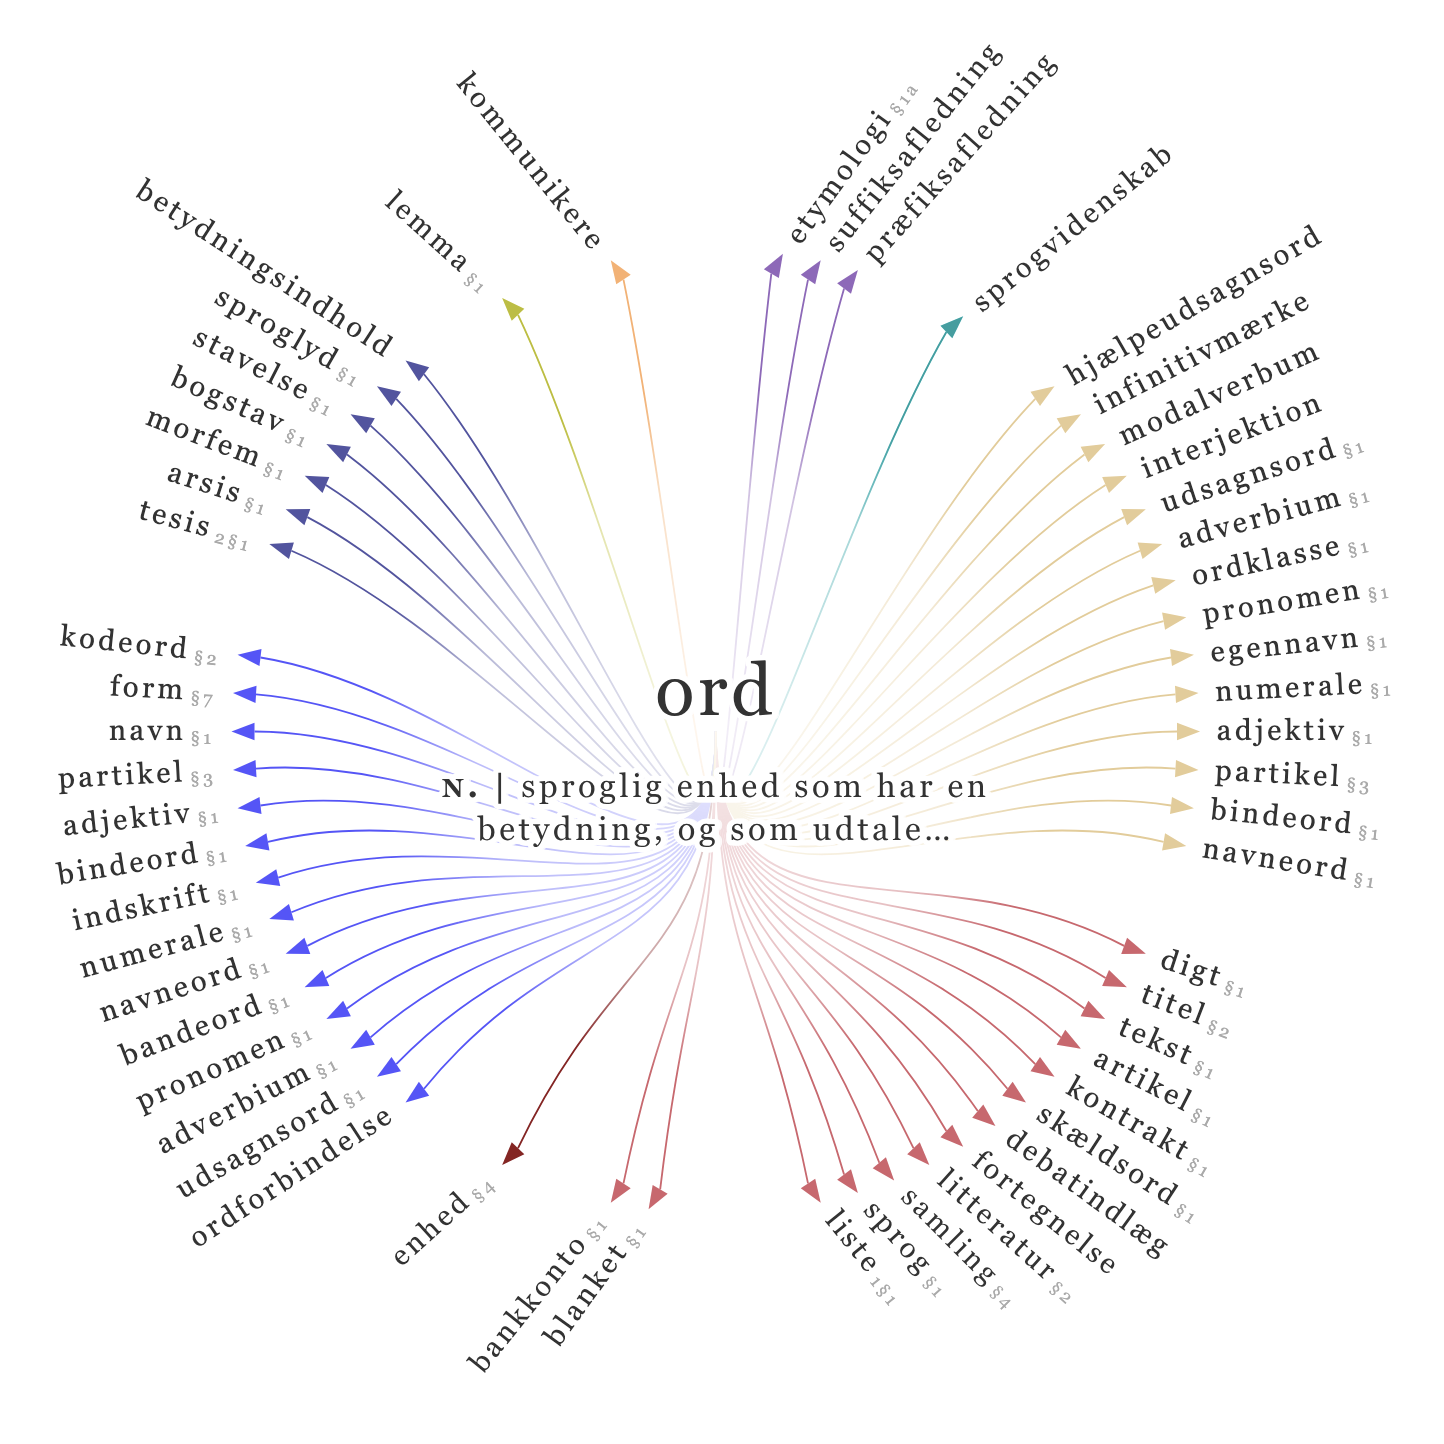 ord
N. | sproglig enhed som har en
betydning, og som udtale...
kommunikere
lemma §1
betydningsindhold
sproglyd §1
stavelse §1
bogstav §1
morfem §1
arsis §1
tesis 2§1
kodeord §2
form §7
navn §1
partikel §3
adjektiv §1
bindeord §1
indskrift §1
numerale §1
navneord §1
bandeord §1
pronomen §1
adverbium §1
udsagnsord §1
ordforbindelse
enhed §4
bankkonto §1
blanket §1
etymologi §1a
suffiksafledning
præfiksafledning
sprogvidenskab
hjælpeudsagnsord
infinitivmærke
modalverbum
interjektion
udsagnsord §1
adverbium §1
ordklasse §1
pronomen §1
egennavn §1
numerale §1
adjektiv §1
partikel §3
bindeord §1
navneord §1
digt §1
titel §2
tekst §1
artikel §1
kontrakt §1
skældsord §1
debatindlæg
fortegnelse
litteratur §2
samling §4
sprog §1
liste 1§1